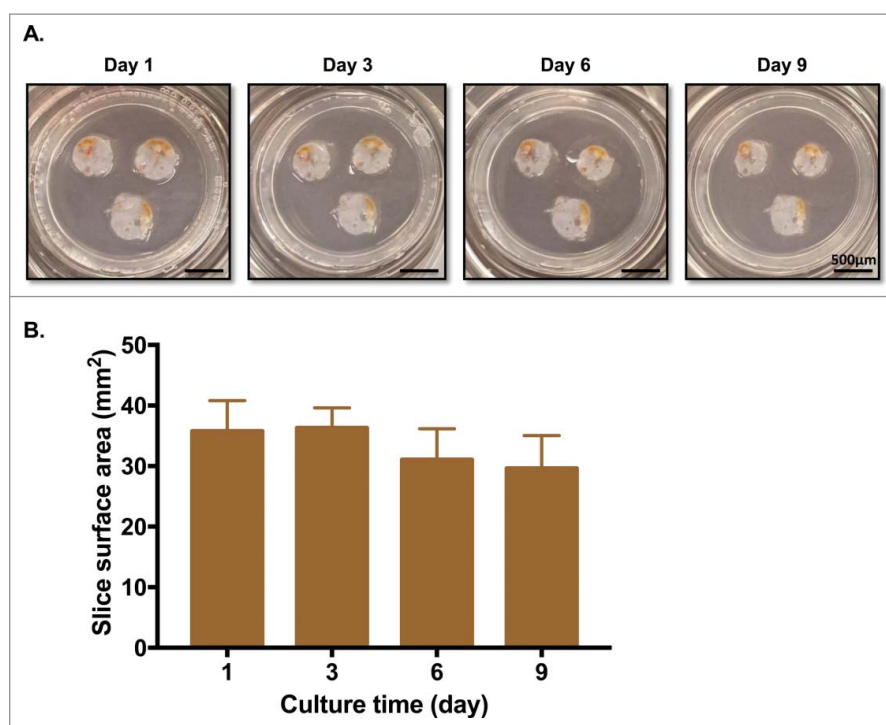 A.
Day 1 Day 3 Day 6 Day 9
500μm
B.
Slice surface area (mm²)
50
40
30
20
10
0
1 3 6 9
Culture time (day)